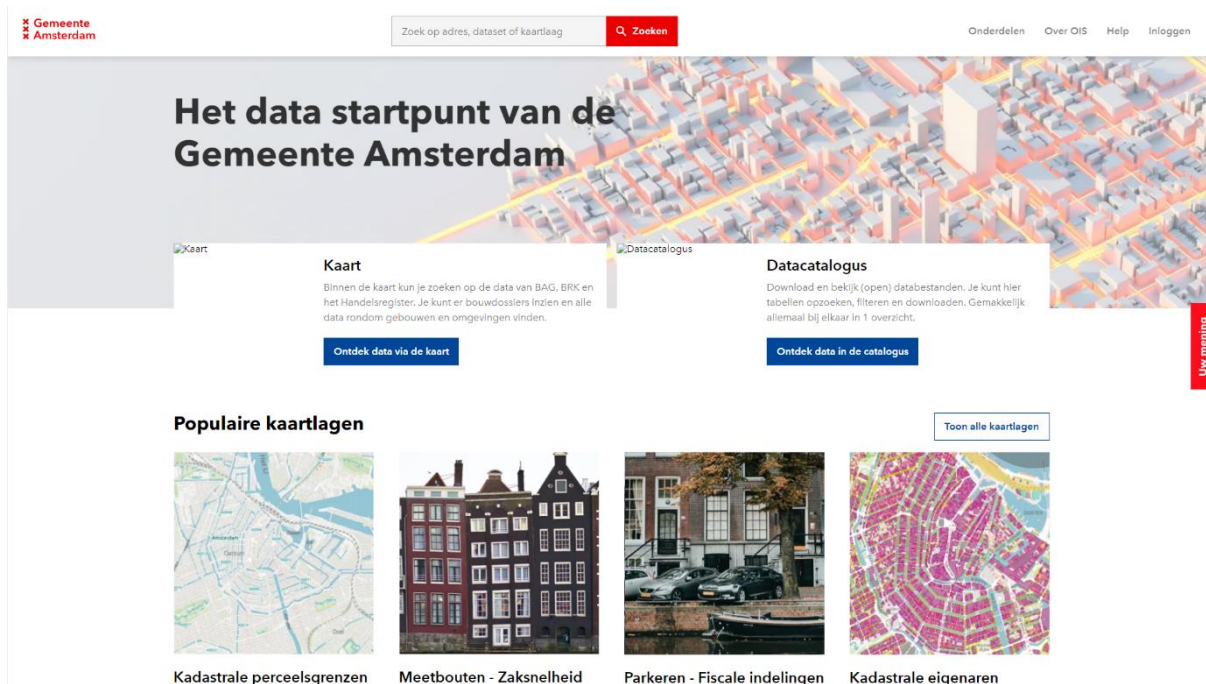 Gemeente
Amsterdam
Zoek op adres, dataset of kaartlaag
Zoeken
Onderdelen Over OIS Help Inloggen
Het data startpunt van de
Gemeente Amsterdam
Kaart
Kaart
Binnen de kaart kun je zoeken op de data van BAG, BRK en
het Handelsregister. Je kunt er bouwdossiers inzien en alle
data rondom gebouwen en omgevingen vinden.
Ontdek data via de kaart
Datacatalogus
Datacatalogus
Download en bekijk (open) databestanden. Je kunt hier
tabellen opzoeken, filteren en downloaden. Gemakkelijk
allemaal bij elkaar in 1 overzicht.
Ontdek data in de catalogus
Uw mening
Populaire kaartlagen
Toon alle kaartlagen
Amsterdam
Centrum
Kadastrale perceelsgrenzen
Meetbouten - Zaksnelheid
Parkeren - Fiscale indelingen
Kadastrale eigenaren